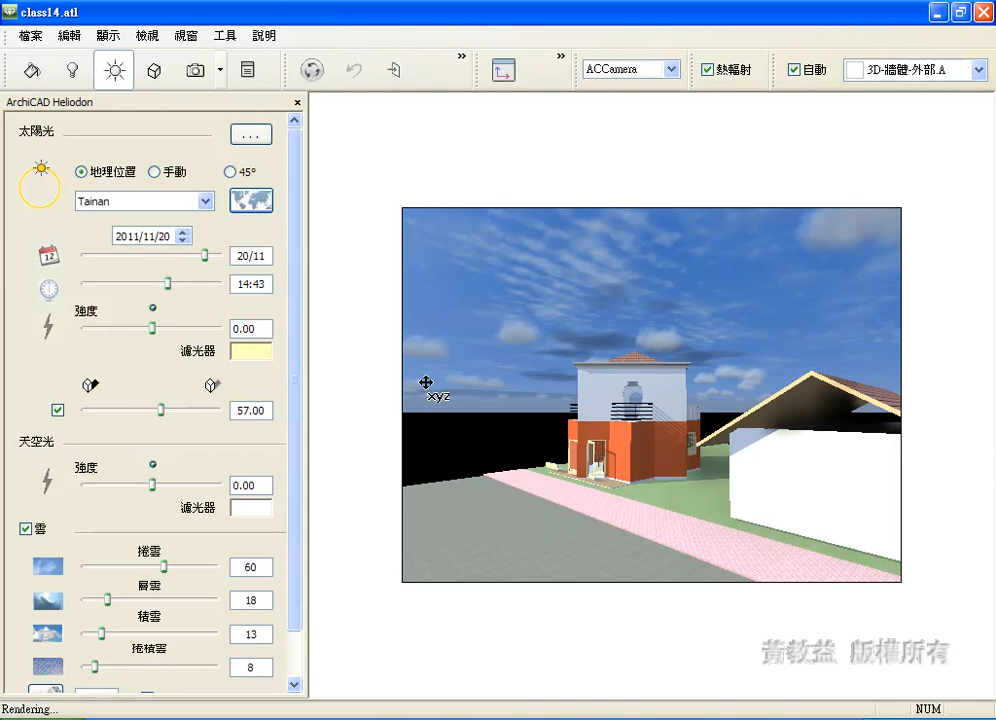 class14.atl
檔案 編輯 顯示 檢視 視窗 工具 說明
» » ACCamera 熱輻射 自動 3D-牆體-外部.A
ArchiCAD Heliodon
太陽光 ...
地理位置 手動 45°
Tainan
2011/11/20
12 20/11
14:43
強度
0.00
濾光器
57.00
天空光
強度
0.00
濾光器
雲
捲雲
60
層雲
18
積雲
13
捲積雲
8
xyz
黃教益 版權所有
Rendering... NUM